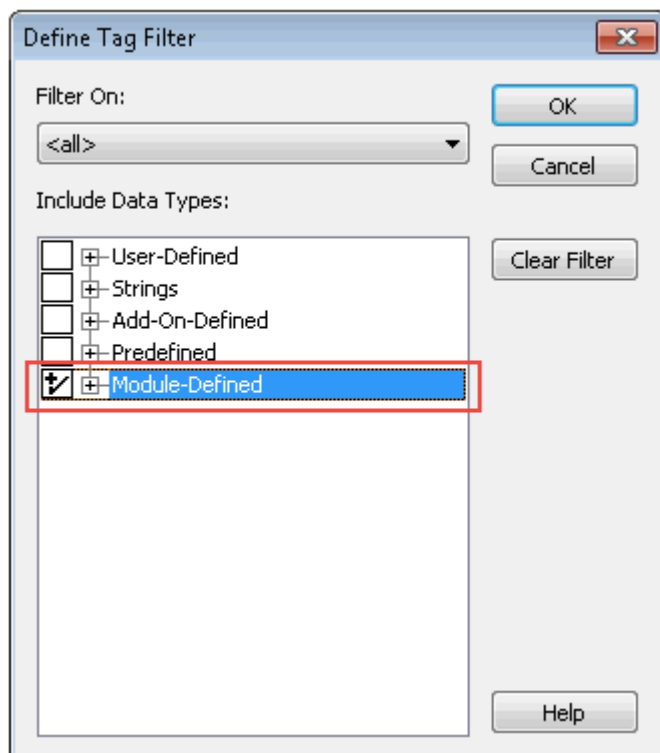 Define Tag Filter
Filter On:
OK
<all>
Cancel
Include Data Types:
Clear Filter
User-Defined
Strings
Add-On-Defined
Predefined
Module-Defined
Help